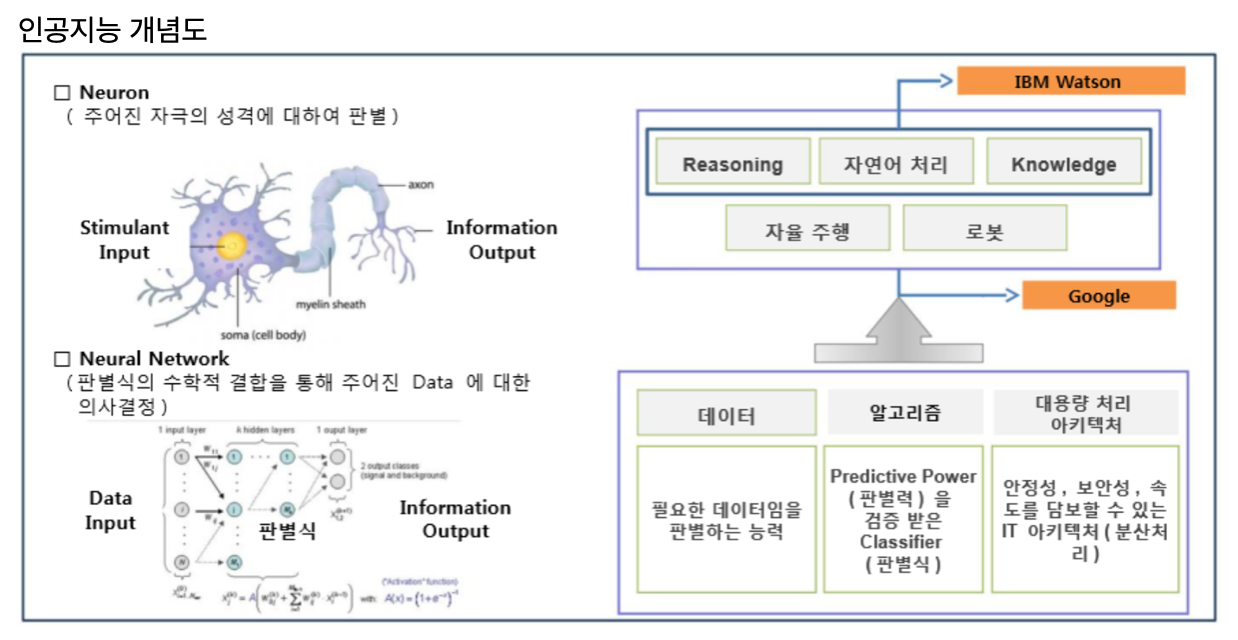 인공지능 개념도
□ Neuron
( 주어진 자극의 성격에 대하여 판별 )
axon
Stimulant
Input
Information
Output
myelin sheath
soma (cell body)
□ Neural Network
( 판별식의 수학적 결합을 통해 주어진 Data 에 대한
의사결정 )
1 input layer
k hidden layers
1 ouput layer
2 output classes
(signal and background)
Data
Input
판별식
Information
Output
("Activation" function)
with: A(x) = (1+e⁻ˣ)⁻¹
IBM Watson
Reasoning
자연어 처리
Knowledge
자율 주행
로봇
Google
데이터
알고리즘
대용량 처리
아키텍처
필요한 데이터임을
판별하는 능력
Predictive Power
( 판별력 ) 을
검증 받은
Classifier
( 판별식 )
안정성 , 보안성 , 속
도를 담보할 수 있는
IT 아키텍처 ( 분산처
리 )